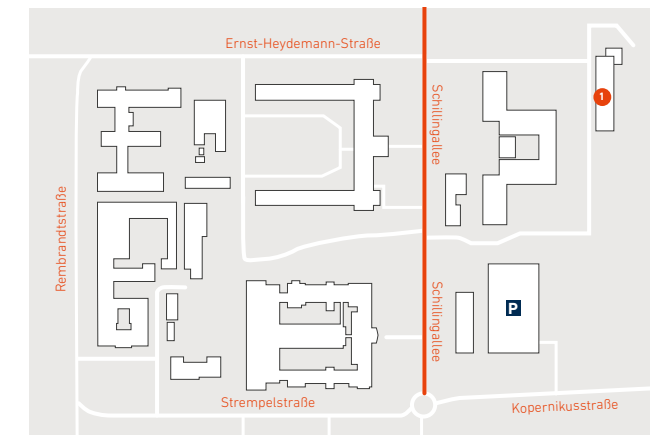 Ernst-Heydemann-Straße
1
Schillingallee
Rembrandtstraße
Schillingallee
P
Strempelstraße
Kopernikusstraße